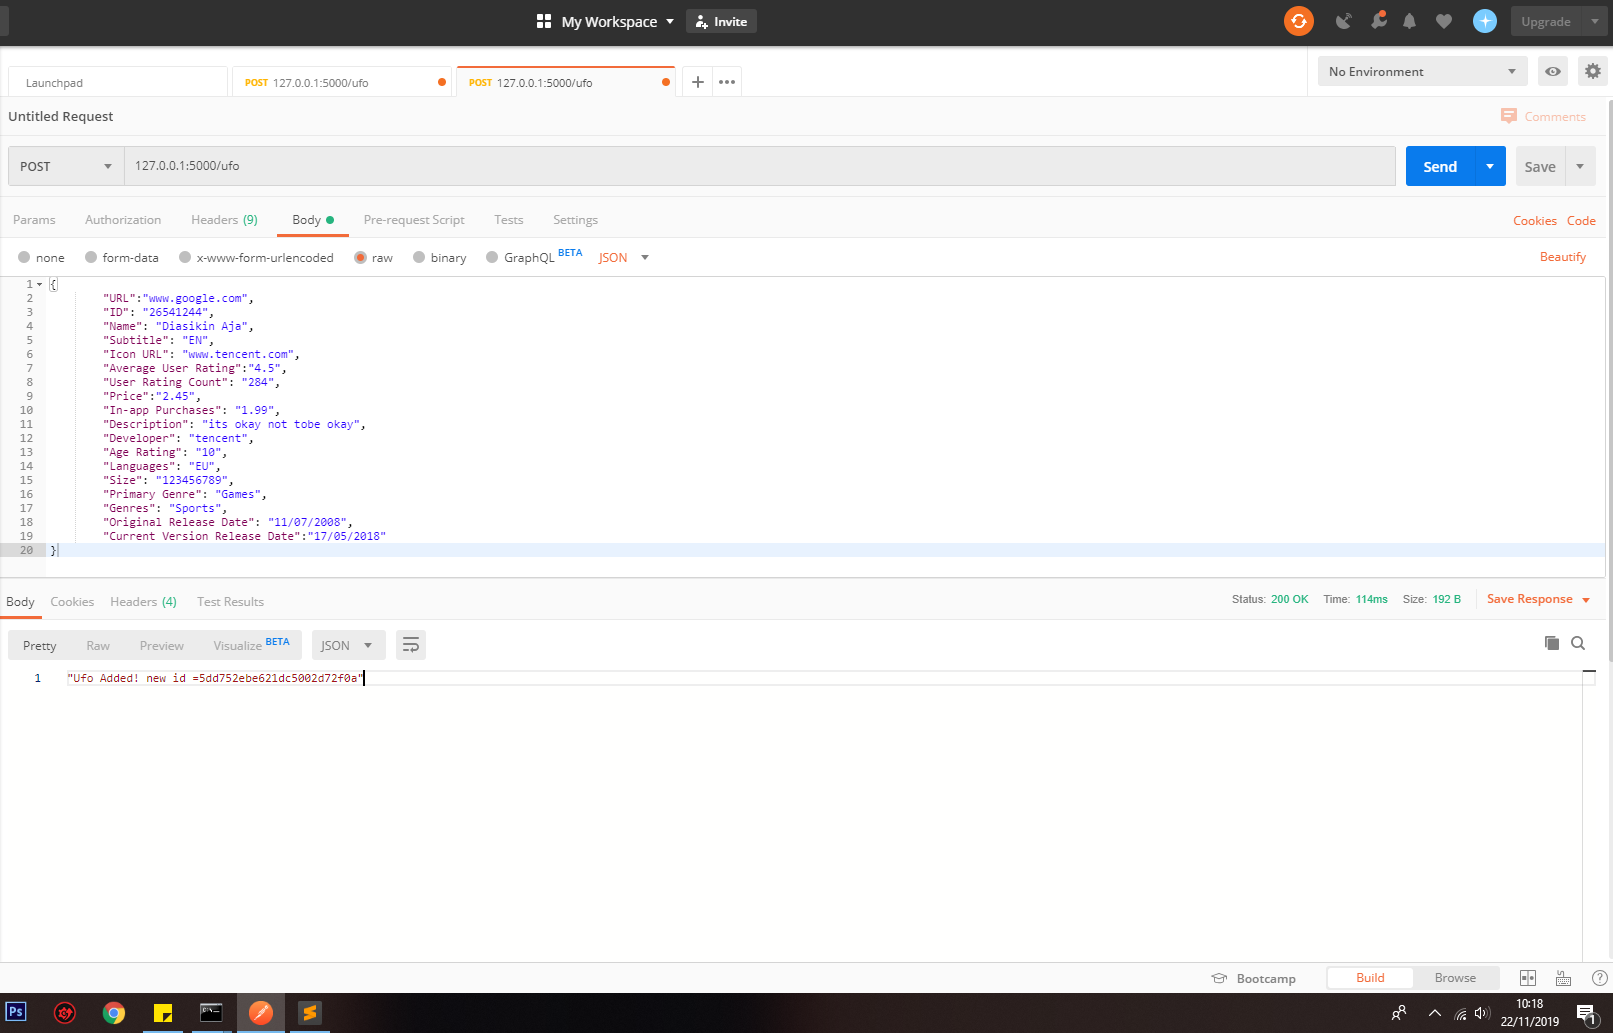 My Workspace Invite Upgrade
Launchpad POST 127.0.0.1:5000/ufo POST 127.0.0.1:5000/ufo No Environment
Untitled Request Comments
POST 127.0.0.1:5000/ufo Send Save
Params Authorization Headers (9) Body Pre-request Script Tests Settings Cookies Code
none form-data x-www-form-urlencoded raw binary GraphQL BETA JSON Beautify
1 {
2 "URL":"www.google.com",
3 "ID": "26541244",
4 "Name": "Diasikin Aja",
5 "Subtitle": "EN",
6 "Icon URL": "www.tencent.com",
7 "Average User Rating":"4.5",
8 "User Rating Count": "284",
9 "Price":"2.45",
10 "In-app Purchases": "1.99",
11 "Description": "its okay not tobe okay",
12 "Developer": "tencent",
13 "Age Rating": "10",
14 "Languages": "EU",
15 "Size": "123456789",
16 "Primary Genre": "Games",
17 "Genres": "Sports",
18 "Original Release Date": "11/07/2008",
19 "Current Version Release Date":"17/05/2018"
20 }
Body Cookies Headers (4) Test Results Status: 200 OK Time: 114ms Size: 192 B Save Response
Pretty Raw Preview Visualize BETA JSON
1 "Ufo Added! new id =5dd752ebe621dc5002d72f0a"
Bootcamp Build Browse
Ps 10:18
22/11/2019 1